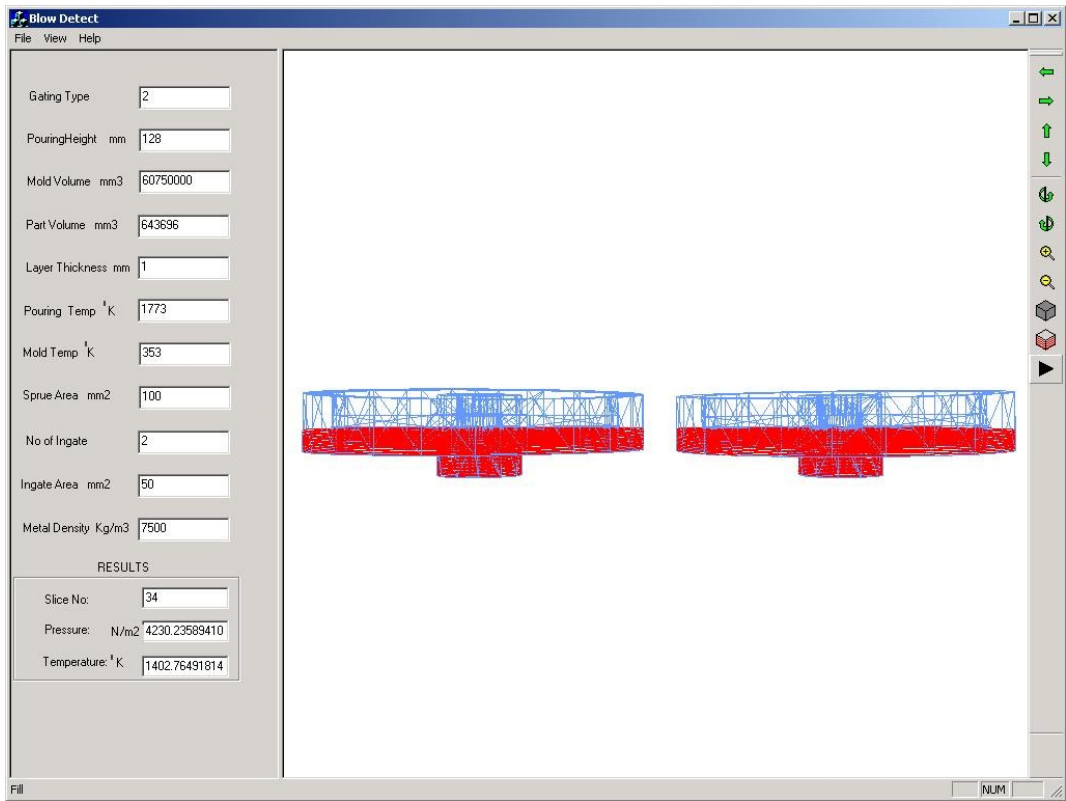 Blow Detect
File View Help
Gating Type 2
PouringHeight mm 128
Mold Volume mm3 60750000
Part Volume mm3 643696
Layer Thickness mm 1
Pouring Temp 'K 1773
Mold Temp 'K 353
Sprue Area mm2 100
No of Ingate 2
Ingate Area mm2 50
Metal Density Kg/m3 7500
RESULTS
Slice No: 34
Pressure: N/m2 4230.23589410
Temperature: 'K 1402.76491814
Fill NUM